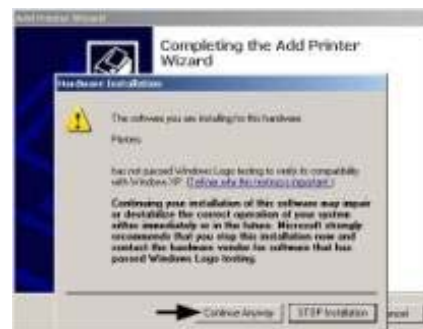 Add Printer Wizard
Completing the Add Printer
Wizard
Hardware Installation
The software you are installing for this hardware:
Printers
has not passed Windows Logo testing to verify its compatibility
with Windows XP. (Tell me why this testing is important.)
Continuing your installation of this software may impair
or destabilize the correct operation of your system
either immediately or in the future. Microsoft strongly
recommends that you stop this installation now and
contact the hardware vendor for software that has
passed Windows Logo testing.
Continue Anyway
STOP Installation